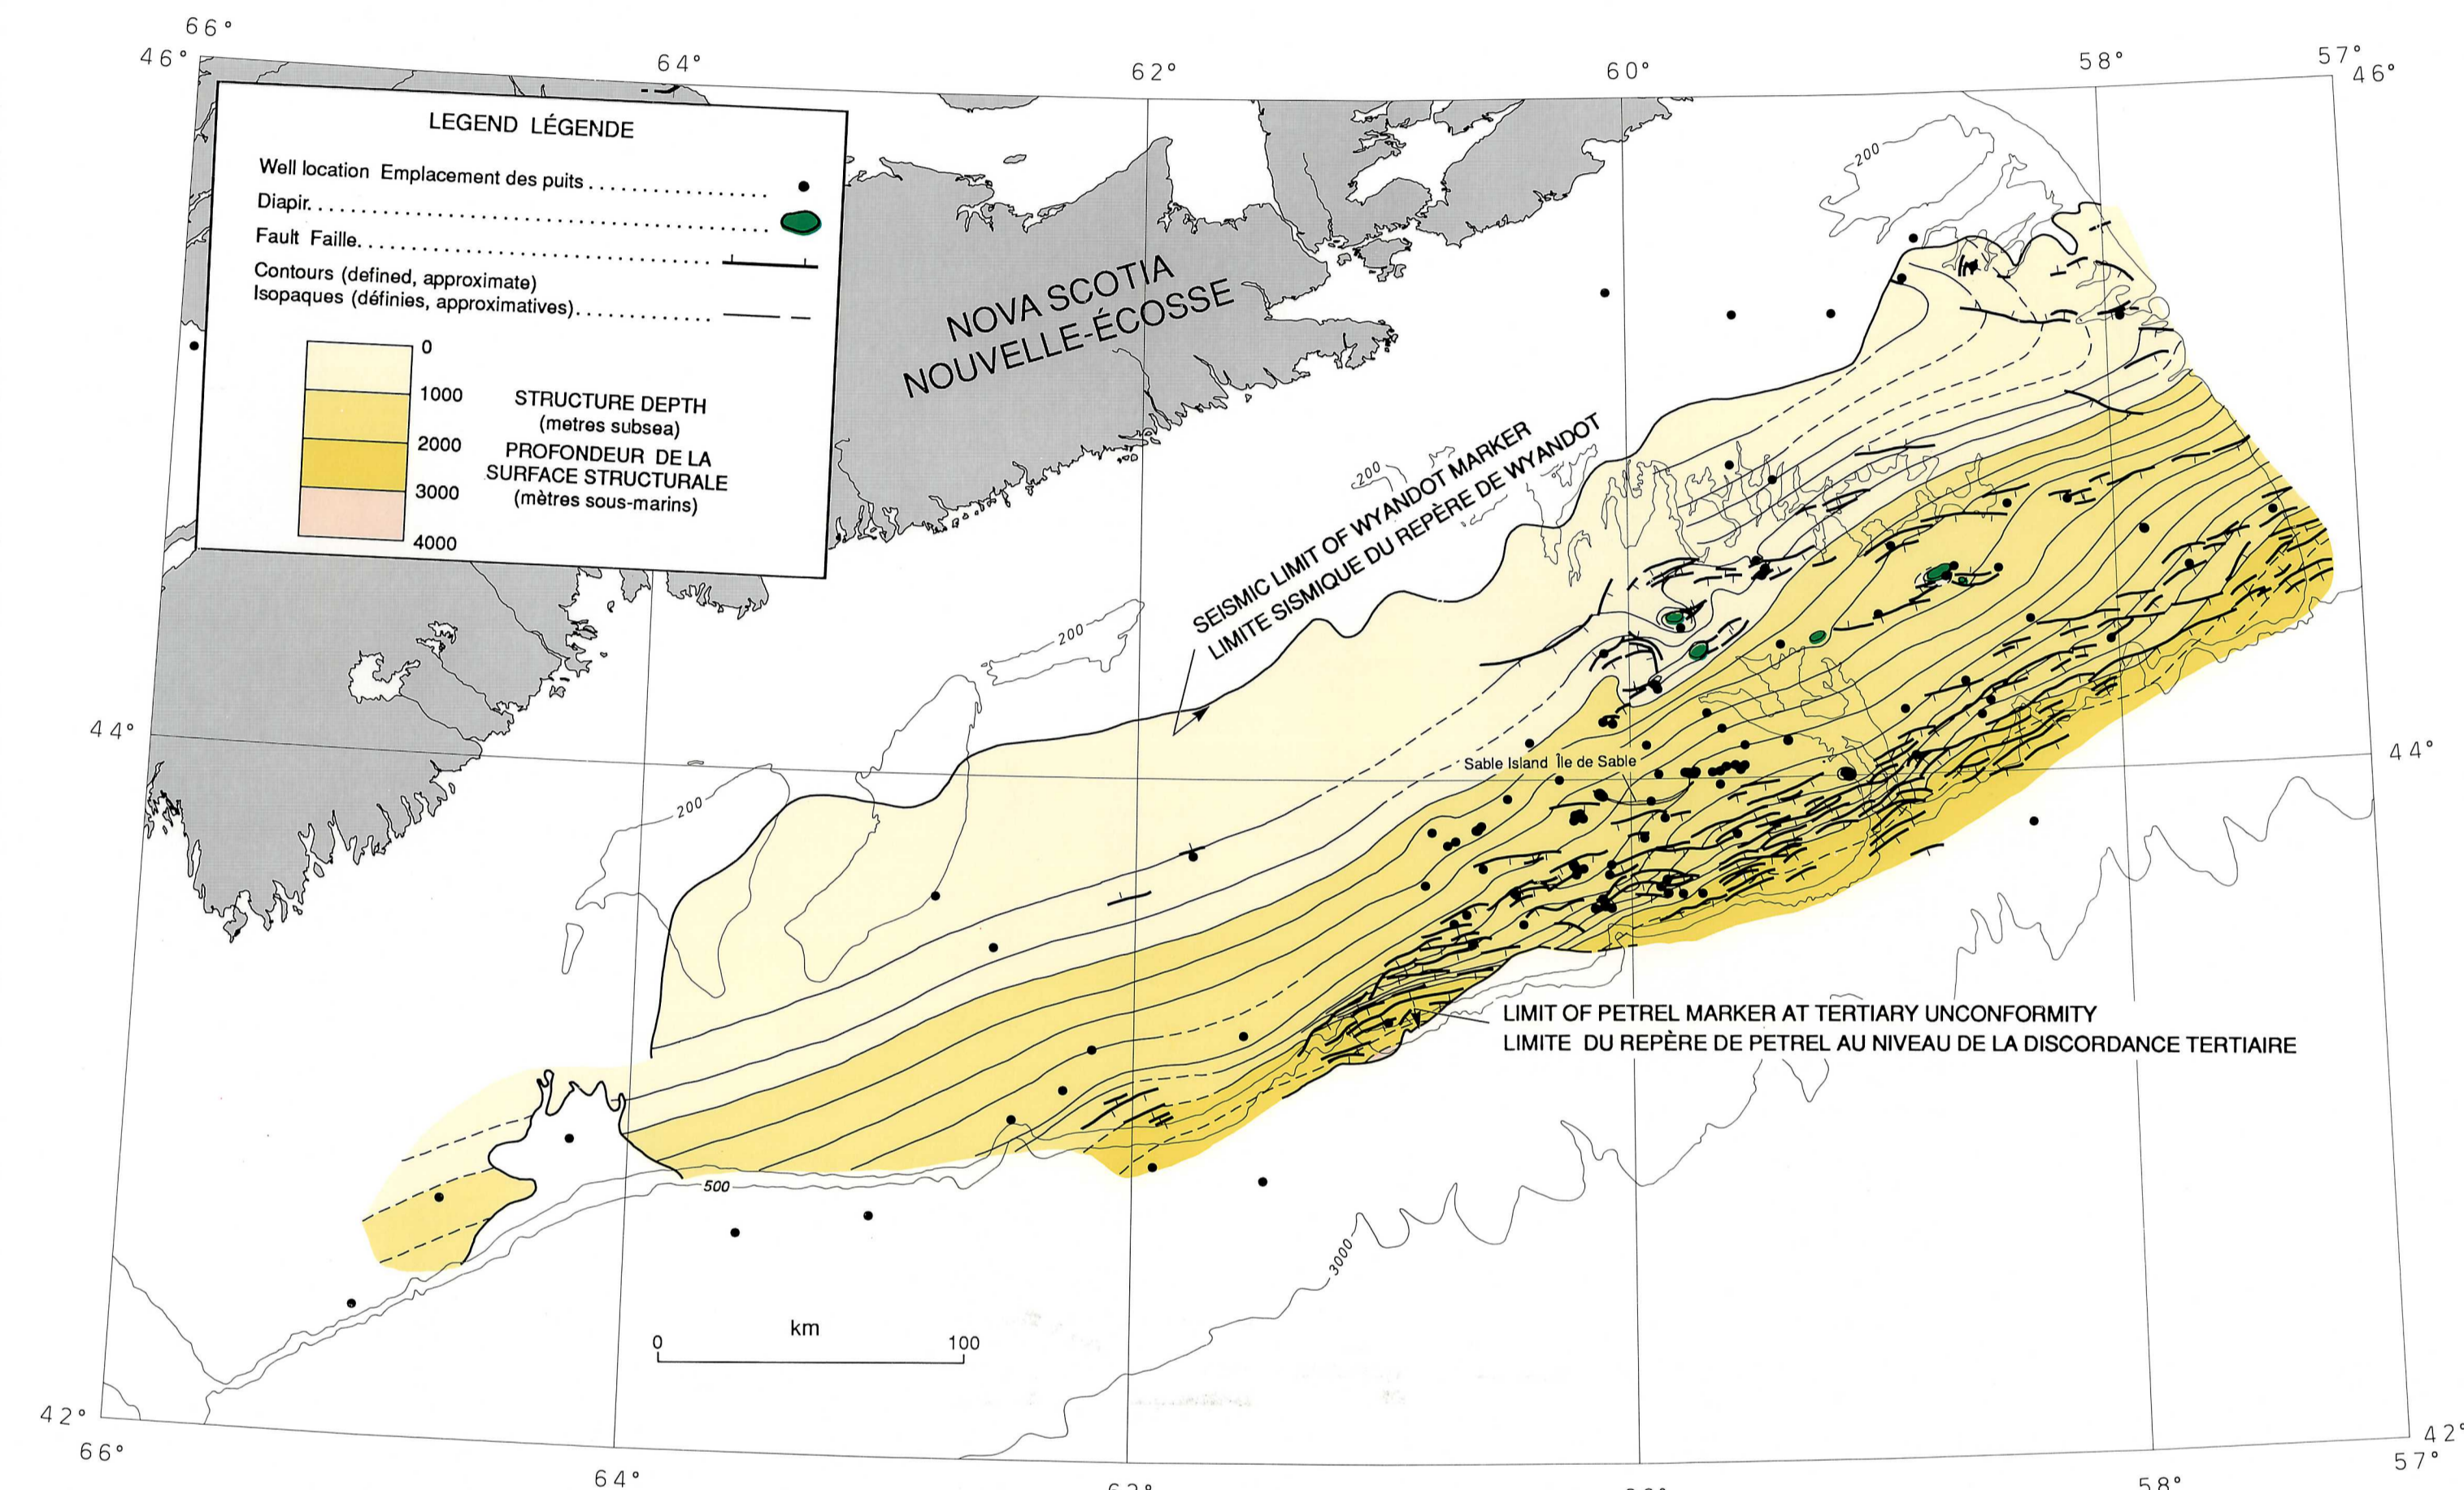 66°
46°
64°
62°
60°
58°
57°
46°
LEGEND LÉGENDE
Well location Emplacement des puits
Diapir
Fault Faille
Contours (defined, approximate)
Isopaques (définies, approximatives)
0
1000
2000
3000
4000
STRUCTURE DEPTH
(metres subsea)
PROFONDEUR DE LA
SURFACE STRUCTURALE
(mètres sous-marins)
NOVA SCOTIA
NOUVELLE-ÉCOSSE
200
200
SEISMIC LIMIT OF WYANDOT MARKER
LIMITE SISMIQUE DU REPÈRE DE WYANDOT
200
200
44°
44°
Sable Island Île de Sable
LIMIT OF PETREL MARKER AT TERTIARY UNCONFORMITY
LIMITE DU REPÈRE DE PETREL AU NIVEAU DE LA DISCORDANCE TERTIAIRE
500
3000
km
0 100
42°
66°
64°
42°
57°
58°